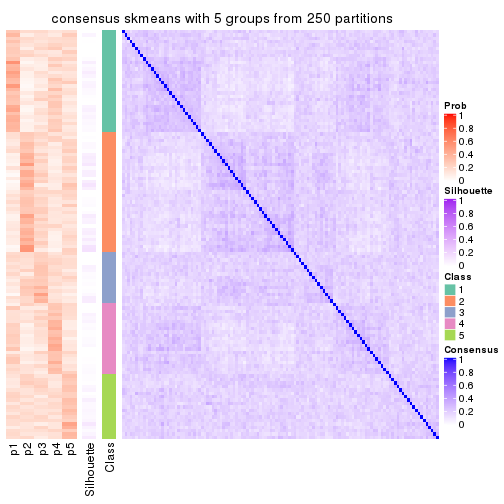 consensus skmeans with 5 groups from 250 partitions
Prob
1
0.8
0.6
0.4
0.2
0
Silhouette
1
0.8
0.6
0.4
0.2
0
Class
1
2
3
4
5
Consensus
1
0.8
0.6
0.4
0.2
0
p1
p2
p3
p4
p5
Silhouette
Class